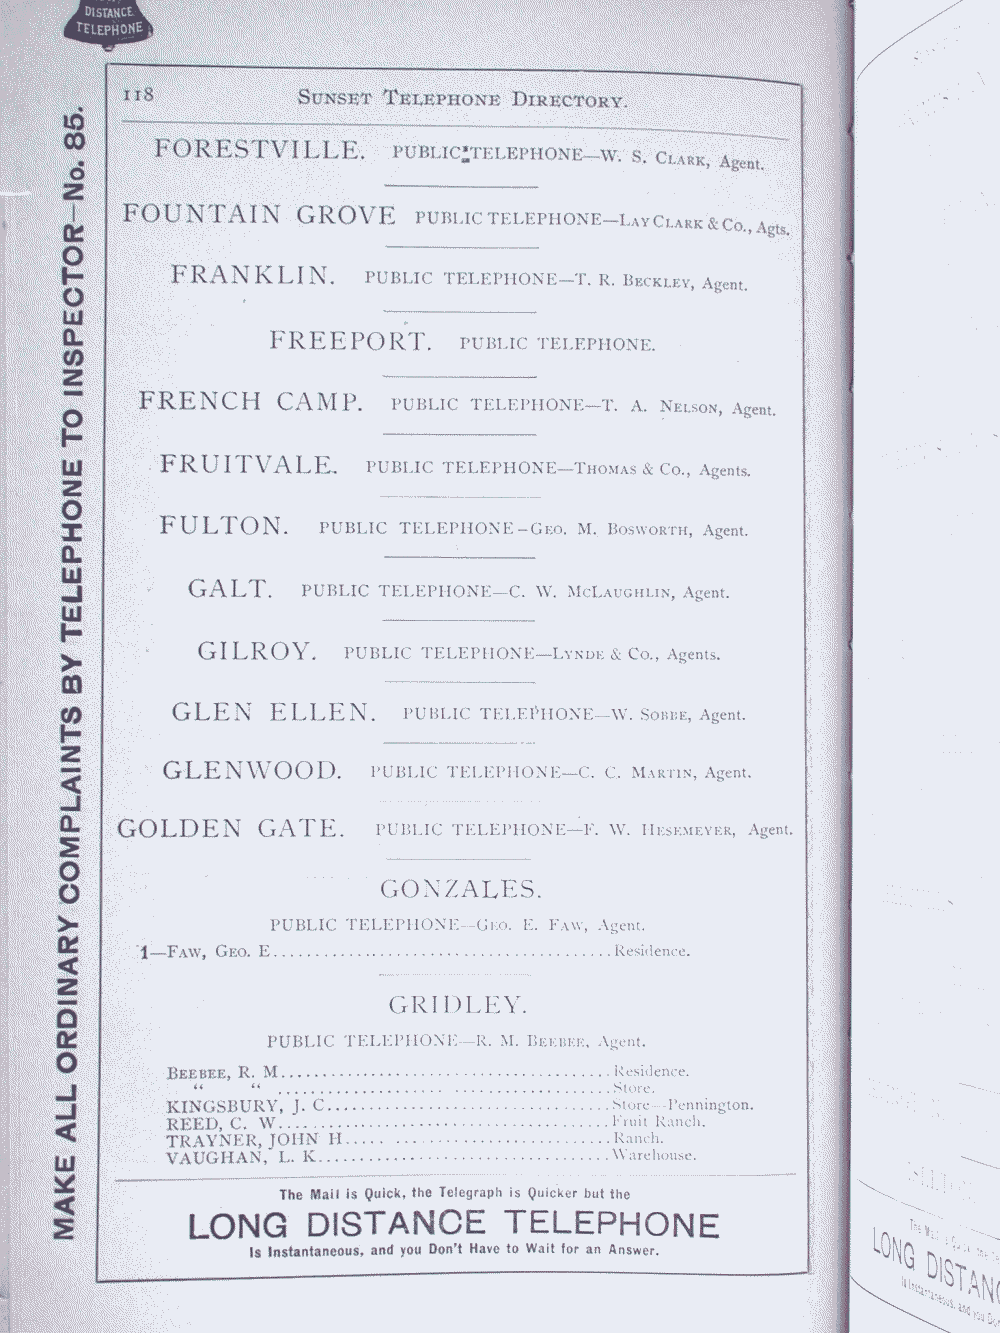 DISTANCE
TELEPHONE
MAKE ALL ORDINARY COMPLAINTS BY TELEPHONE TO INSPECTOR—No. 85.
118 SUNSET TELEPHONE DIRECTORY.
FORESTVILLE. PUBLIC TELEPHONE—W. S. CLARK, Agent.
FOUNTAIN GROVE PUBLIC TELEPHONE—LAY CLARK & Co., Agts.
FRANKLIN. PUBLIC TELEPHONE—T. R. BECKLEY, Agent.
FREEPORT. PUBLIC TELEPHONE.
FRENCH CAMP. PUBLIC TELEPHONE—T. A. NELSON, Agent.
FRUITVALE. PUBLIC TELEPHONE—THOMAS & Co., Agents.
FULTON. PUBLIC TELEPHONE—GEO. M. BOSWORTH, Agent.
GALT. PUBLIC TELEPHONE—C. W. McLAUGHLIN, Agent.
GILROY. PUBLIC TELEPHONE—LYNDE & Co., Agents.
GLEN ELLEN. PUBLIC TELEPHONE—W. SOBBE, Agent.
GLENWOOD. PUBLIC TELEPHONE—C. C. MARTIN, Agent.
GOLDEN GATE. PUBLIC TELEPHONE—F. W. HESEMEYER, Agent.
GONZALES.
PUBLIC TELEPHONE—GEO. E. FAW, Agent.
1—FAW, GEO. E........................................Residence.
GRIDLEY.
PUBLIC TELEPHONE—R. M. BEEBEE, Agent.
BEEBEE, R. M........................................Residence.
“ “ ........................................Store.
KINGSBURY, J. C..................................Store—Pennington.
REED, C. W........................................Fruit Ranch.
TRAYNER, JOHN H................................Ranch.
VAUGHAN, L. K...................................Warehouse.
The Mail is Quick, the Telegraph is Quicker but the
LONG DISTANCE TELEPHONE
Is Instantaneous, and you Don't Have to Wait for an Answer.
LONG DISTANC